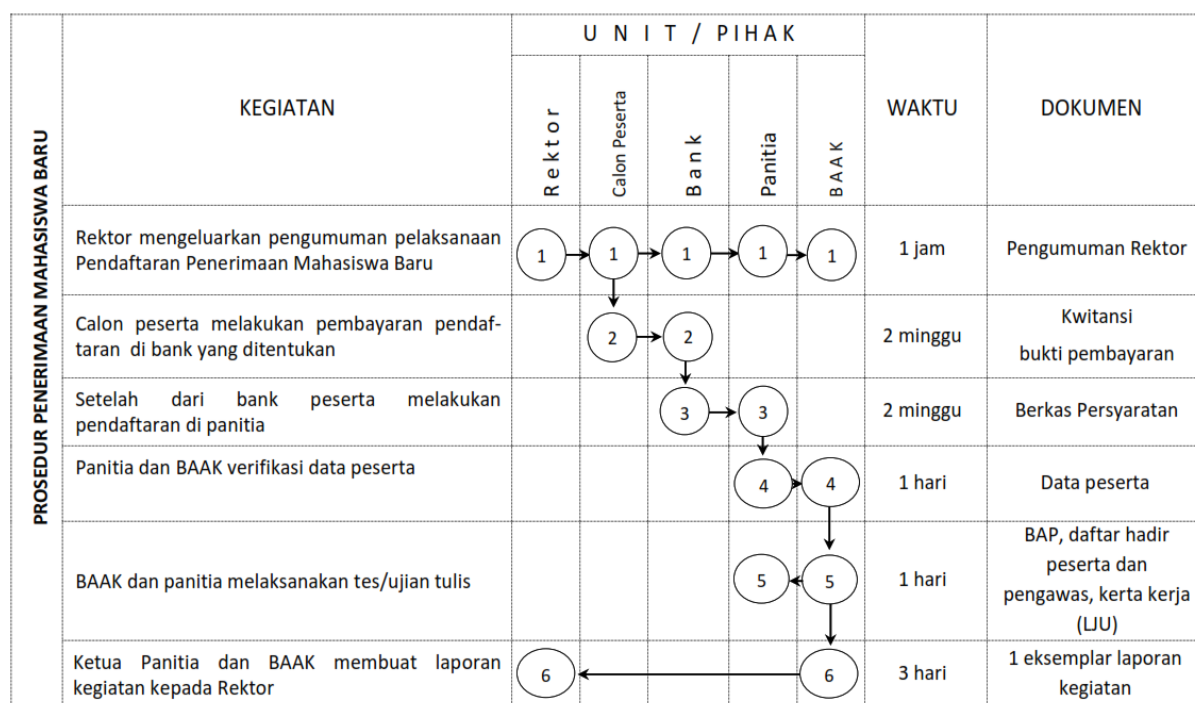 PROSEDUR PENERIMAAN MAHASISWA BARU
KEGIATAN
U N I T / PIHAK
Rektor
Calon Peserta
Bank
Panitia
BAAK
WAKTU
DOKUMEN
Rektor mengeluarkan pengumuman pelaksanaan
Pendaftaran Penerimaan Mahasiswa Baru
1
1
1
1
1
1 jam
Pengumuman Rektor
Calon peserta melakukan pembayaran pendaf-
taran di bank yang ditentukan
2
2
2 minggu
Kwitansi
bukti pembayaran
Setelah dari bank peserta melakukan
pendaftaran di panitia
3
3
2 minggu
Berkas Persyaratan
Panitia dan BAAK verifikasi data peserta
4
4
1 hari
Data peserta
BAAK dan panitia melaksanakan tes/ujian tulis
5
5
1 hari
BAP, daftar hadir
peserta dan
pengawas, kerta kerja
(LJU)
Ketua Panitia dan BAAK membuat laporan
kegiatan kepada Rektor
6
6
3 hari
1 eksemplar laporan
kegiatan